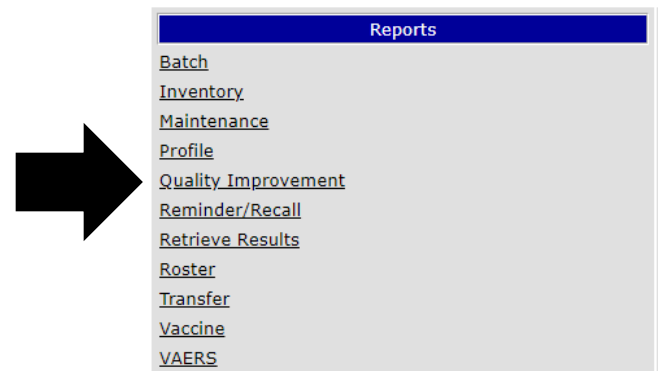 Reports
Batch
Inventory
Maintenance
Profile
Quality Improvement
Reminder/Recall
Retrieve Results
Roster
Transfer
Vaccine
VAERS